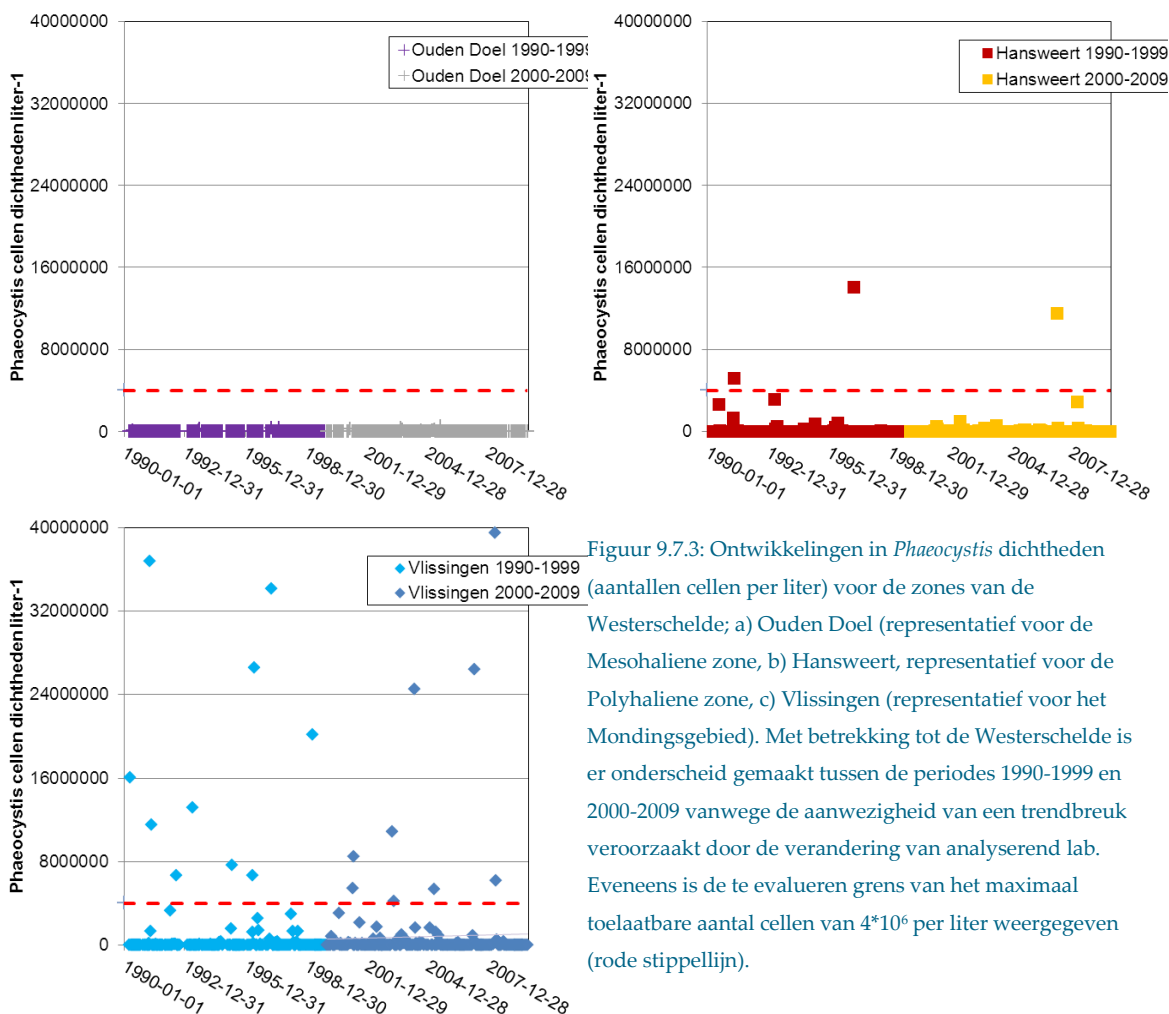 Phaeocystis cellen dichtheden liter-1
40000000
32000000
24000000
16000000
8000000
0
Ouden Doel 1990-1999
Ouden Doel 2000-2009
1990-01-01
1992-12-31
1995-12-31
1998-12-30
2001-12-29
2004-12-28
2007-12-28
Phaeocystis cellen dichtheden liter-1
40000000
32000000
24000000
16000000
8000000
0
Hansweert 1990-1999
Hansweert 2000-2009
1990-01-01
1992-12-31
1995-12-31
1998-12-30
2001-12-29
2004-12-28
2007-12-28
Phaeocystis cellen dichtheden liter-1
40000000
32000000
24000000
16000000
8000000
0
Vlissingen 1990-1999
Vlissingen 2000-2009
1990-01-01
1992-12-31
1995-12-31
1998-12-30
2001-12-29
2004-12-28
2007-12-28
Figuur 9.7.3: Ontwikkelingen in Phaeocystis dichtheden
(aantallen cellen per liter) voor de zones van de
Westerschelde; a) Ouden Doel (representatief voor de
Mesohaliene zone, b) Hansweert, representatief voor de
Polyhaliene zone, c) Vlissingen (representatief voor het
Mondingsgebied). Met betrekking tot de Westerschelde is
er onderscheid gemaakt tussen de periodes 1990-1999 en
2000-2009 vanwege de aanwezigheid van een trendbreuk
veroorzaakt door de verandering van analyserend lab.
Eveneens is de te evalueren grens van het maximaal
toelaatbare aantal cellen van 4*10⁶ per liter weergegeven
(rode stippellijn).